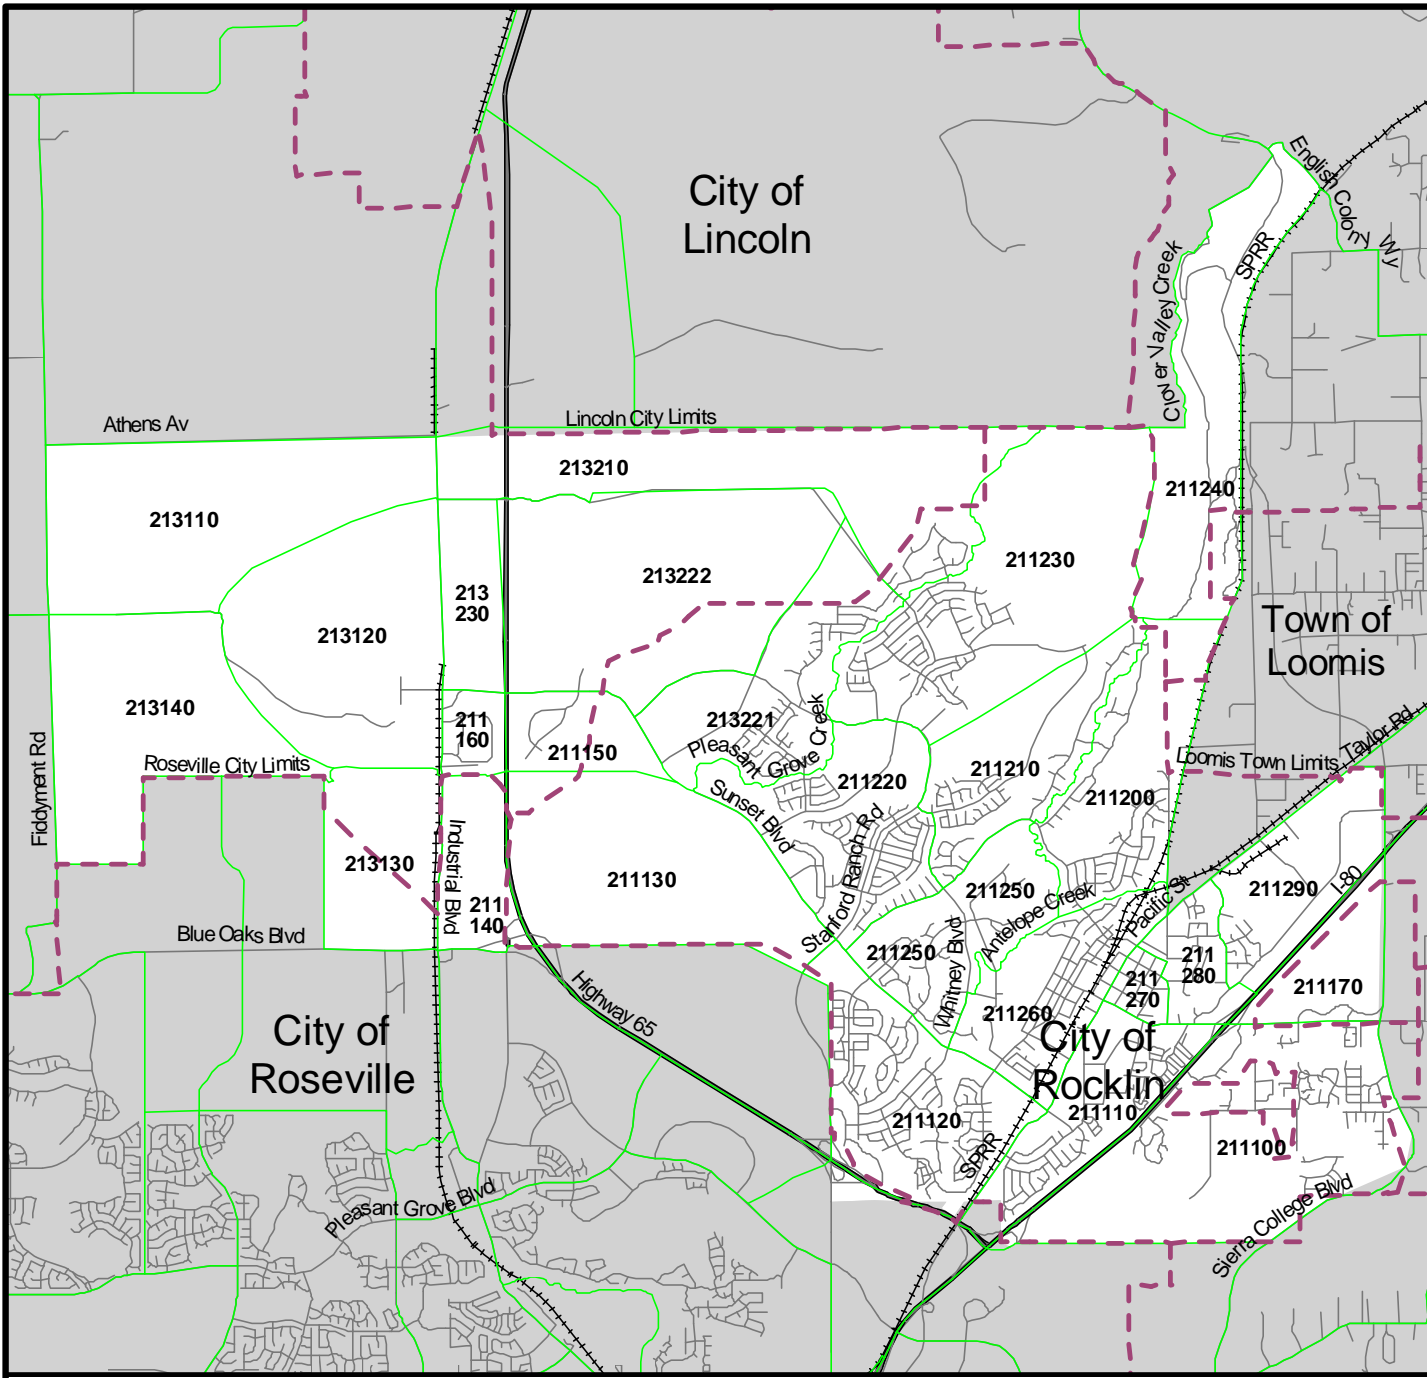 City of
Lincoln
English Colony Wy
SPRR
Clover Valley Creek
Athens Av
Lincoln City Limits
213210
211240
213110
211230
213222
213
230
213120
Town of
Loomis
213140
211
160
213221
Pleasant Grove Creek
Fiddyment Rd
Roseville City Limits
211150
Loomis Town Limits
Taylor Rd
211220
211210
211200
Sunset Blvd
Stanford Ranch Rd
Industrial Blvd
213130
211130
211250
211290
I-80
Antelope Creek
Pacific St
211
140
Blue Oaks Blvd
211250
Whitney Blvd
211
280
211
270
211170
Highway 65
211260
City of
Roseville
City of
Rocklin
211120
211110
211100
SPRR
Pleasant Grove Blvd
Sierra College Blvd